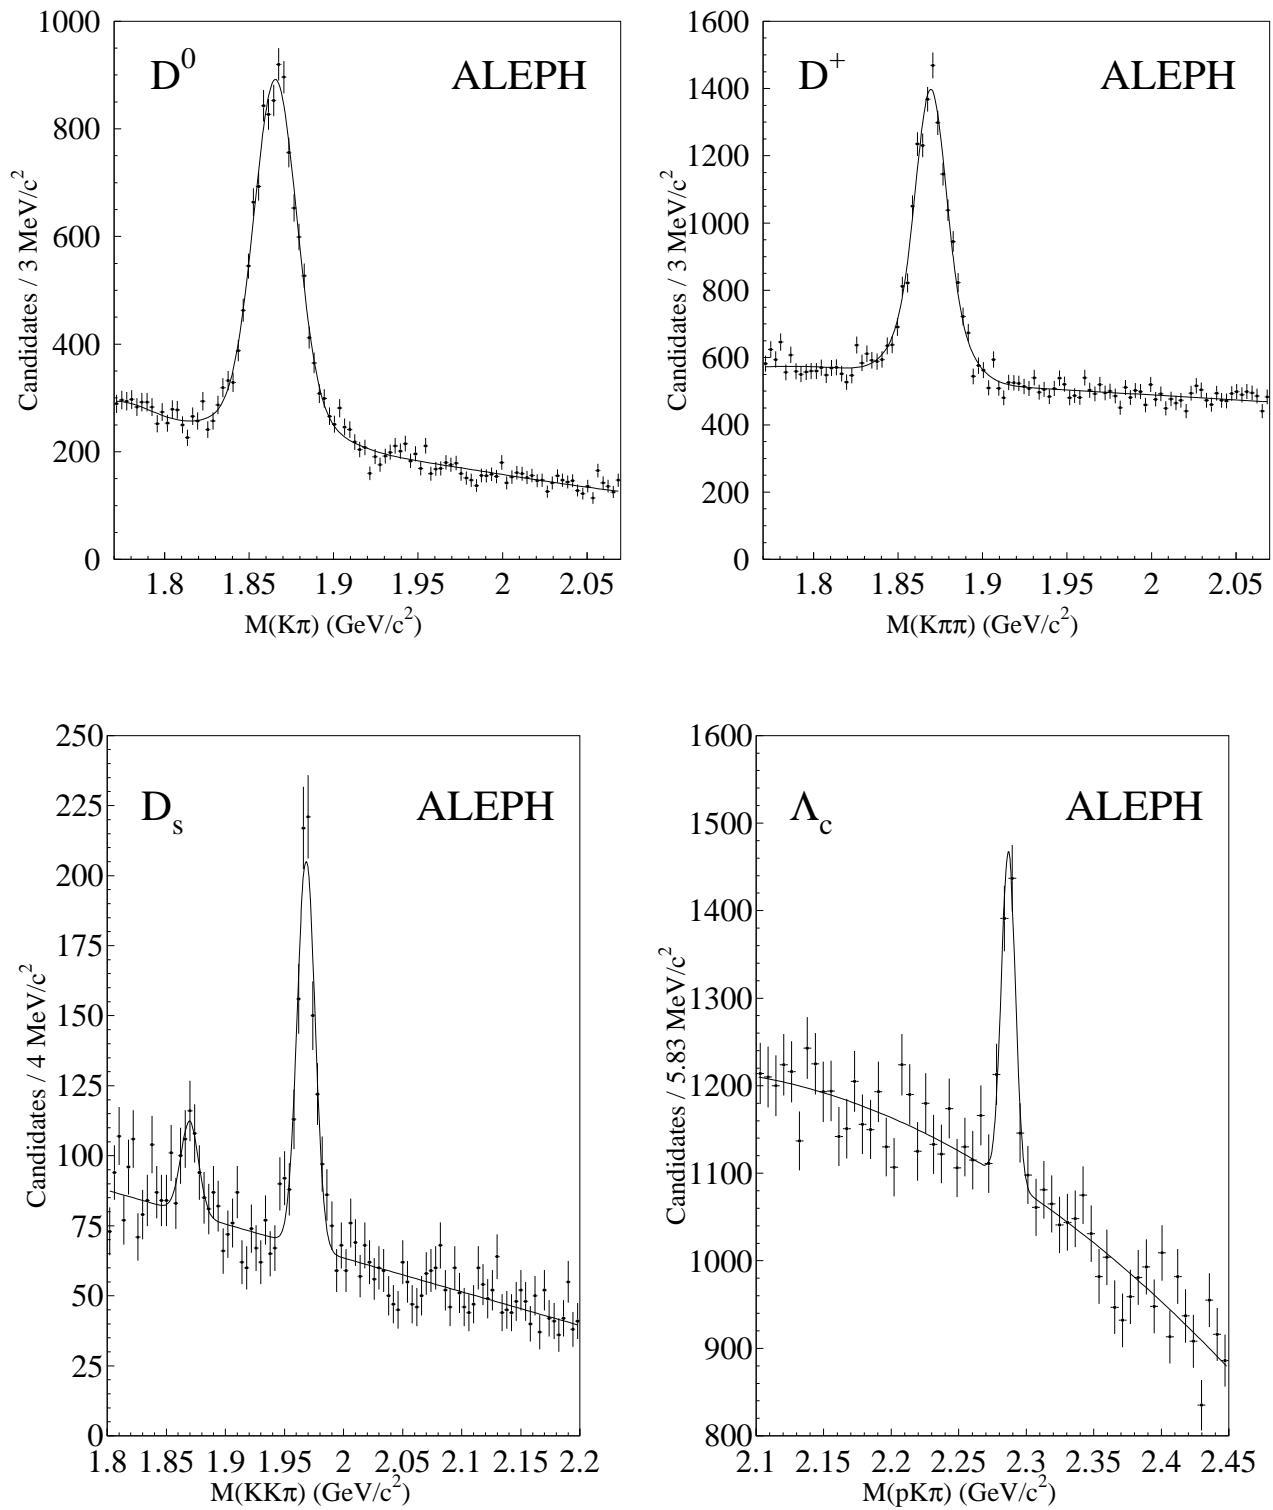 D⁰ ALEPH
Candidates / 3 MeV/c²
1000
800
600
400
200
0
1.8 1.85 1.9 1.95 2 2.05
M(Kπ) (GeV/c²)
D⁺ ALEPH
Candidates / 3 MeV/c²
1600
1400
1200
1000
800
600
400
200
0
1.8 1.85 1.9 1.95 2 2.05
M(Kππ) (GeV/c²)
Dₛ ALEPH
Candidates / 4 MeV/c²
250
225
200
175
150
125
100
75
50
25
0
1.8 1.85 1.9 1.95 2 2.05 2.1 2.15 2.2
M(KKπ) (GeV/c²)
Λc ALEPH
Candidates / 5.83 MeV/c²
1600
1500
1400
1300
1200
1100
1000
900
800
2.1 2.15 2.2 2.25 2.3 2.35 2.4 2.45
M(pKπ) (GeV/c²)